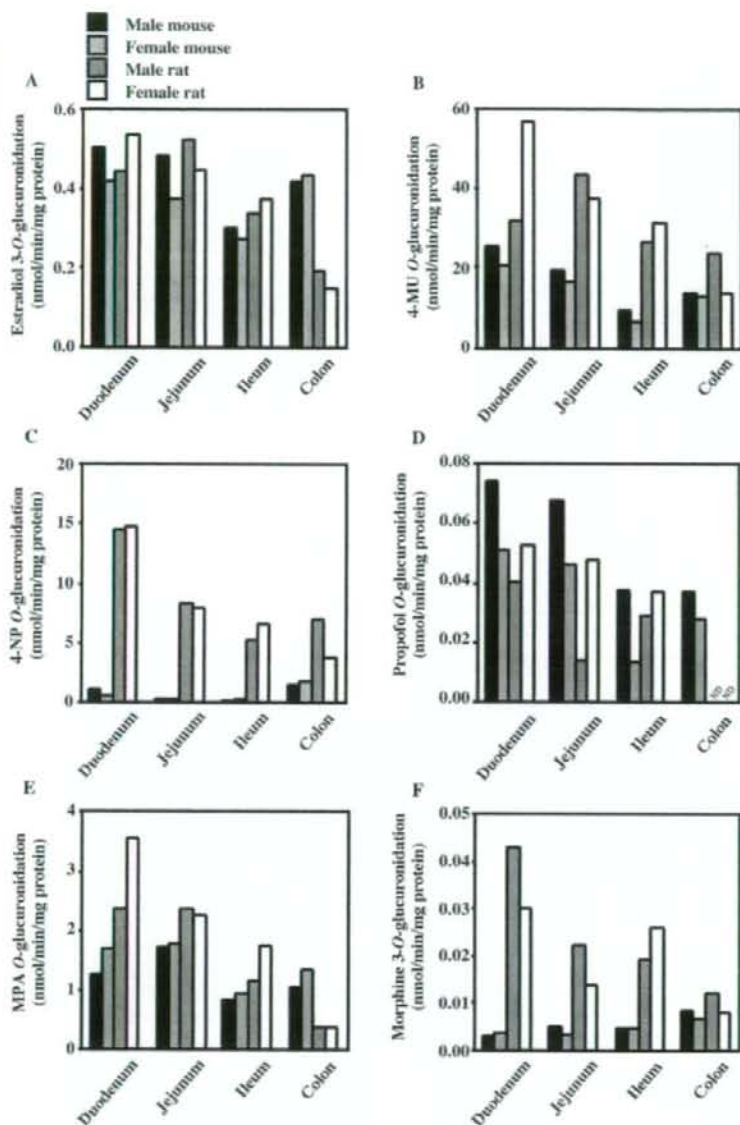 Male mouse
Female mouse
Male rat
Female rat
A
Estradiol 3-O-glucuronidation
(nmol/min/mg protein)
0.6
0.4
0.2
0.0
Duodenum
Jejunum
Ileum
Colon
B
4-MU O-glucuronidation
(nmol/min/mg protein)
60
40
20
0
Duodenum
Jejunum
Ileum
Colon
C
4-NP O-glucuronidation
(nmol/min/mg protein)
20
15
10
5
0
Duodenum
Jejunum
Ileum
Colon
D
Propofol O-glucuronidation
(nmol/min/mg protein)
0.08
0.06
0.04
0.02
0.00
ND
ND
Duodenum
Jejunum
Ileum
Colon
E
MPA O-glucuronidation
(nmol/min/mg protein)
4
3
2
1
0
Duodenum
Jejunum
Ileum
Colon
F
Morphine 3-O-glucuronidation
(nmol/min/mg protein)
0.05
0.04
0.03
0.02
0.01
0.00
Duodenum
Jejunum
Ileum
Colon